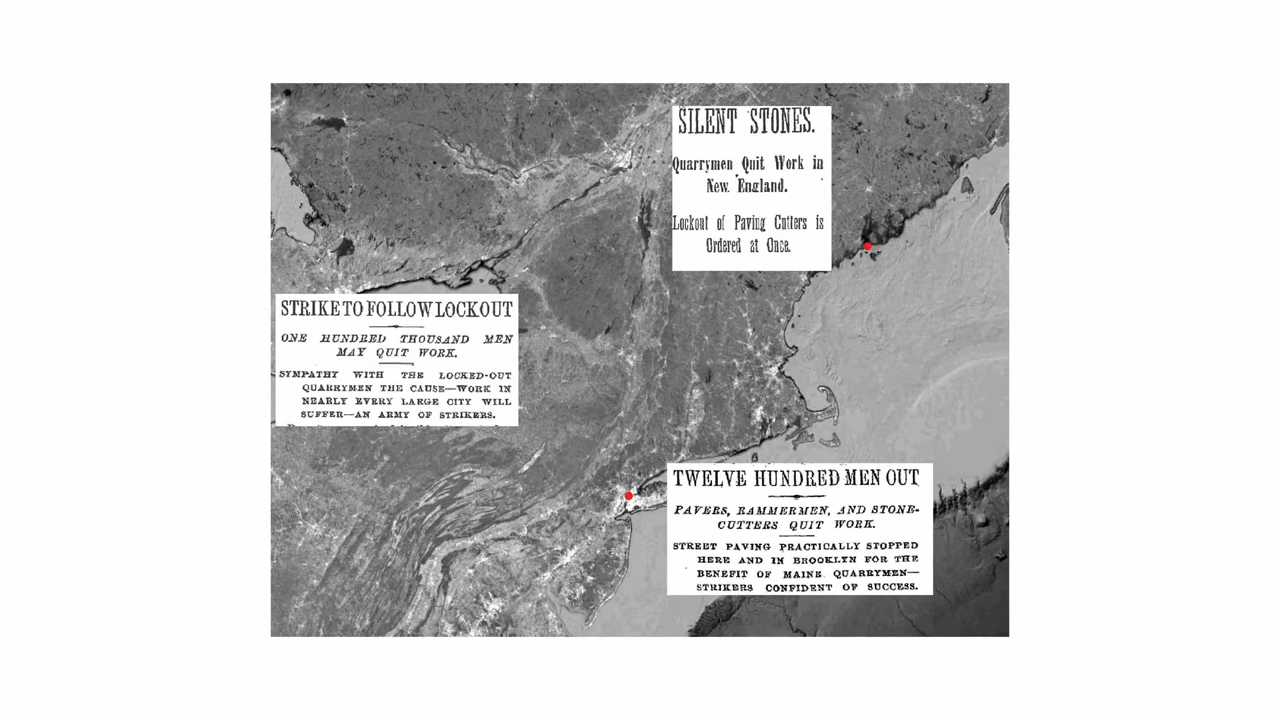 SILENT STONES.
Quarrymen Quit Work in
New England.
Lockout of Paving Cutters is
Ordered at Once.
STRIKE TO FOLLOW LOCKOUT
ONE HUNDRED THOUSAND MEN
MAY QUIT WORK.
SYMPATHY WITH THE LOCKED-OUT
QUARRYMEN THE CAUSE—WORK IN
NEARLY EVERY LARGE CITY WILL
SUFFER—AN ARMY OF STRIKERS.
TWELVE HUNDRED MEN OUT
PAVERS, RAMMERMEN, AND STONE-
CUTTERS QUIT WORK.
STREET PAVING PRACTICALLY STOPPED
HERE AND IN BROOKLYN FOR THE
BENEFIT OF MAINE QUARRYMEN—
STRIKERS CONFIDENT OF SUCCESS.